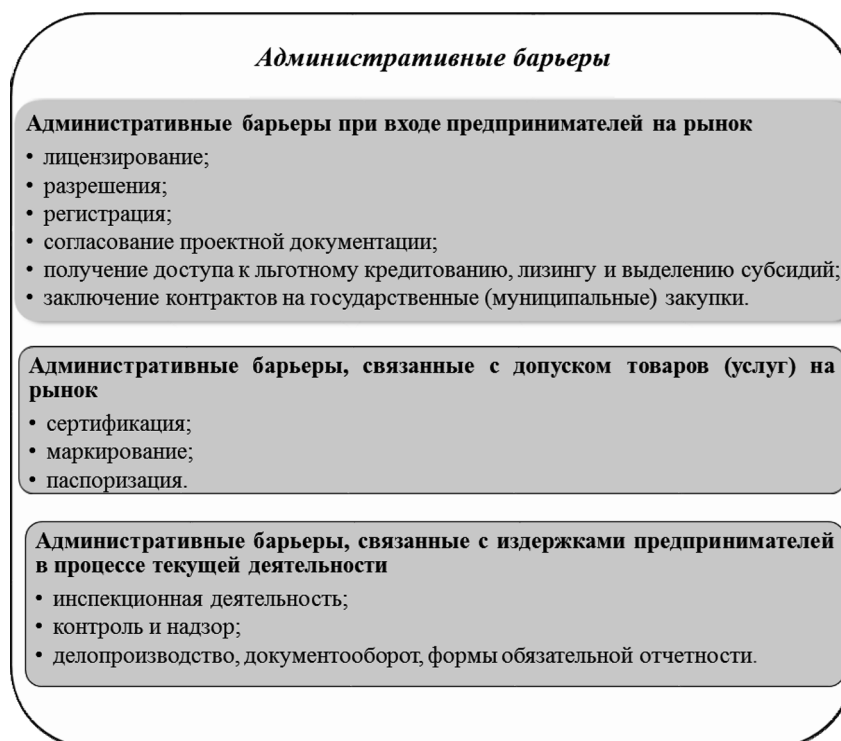 Административные барьеры
Административные барьеры при входе предпринимателей на рынок
• лицензирование;
• разрешения;
• регистрация;
• согласование проектной документации;
• получение доступа к льготному кредитованию, лизингу и выделению субсидий;
• заключение контрактов на государственные (муниципальные) закупки.
Административные барьеры, связанные с допуском товаров (услуг) на
рынок
• сертификация;
• маркирование;
• паспоризация.
Административные барьеры, связанные с издержками предпринимателей
в процессе текущей деятельности
• инспекционная деятельность;
• контроль и надзор;
• делопроизводство, документооборот, формы обязательной отчетности.